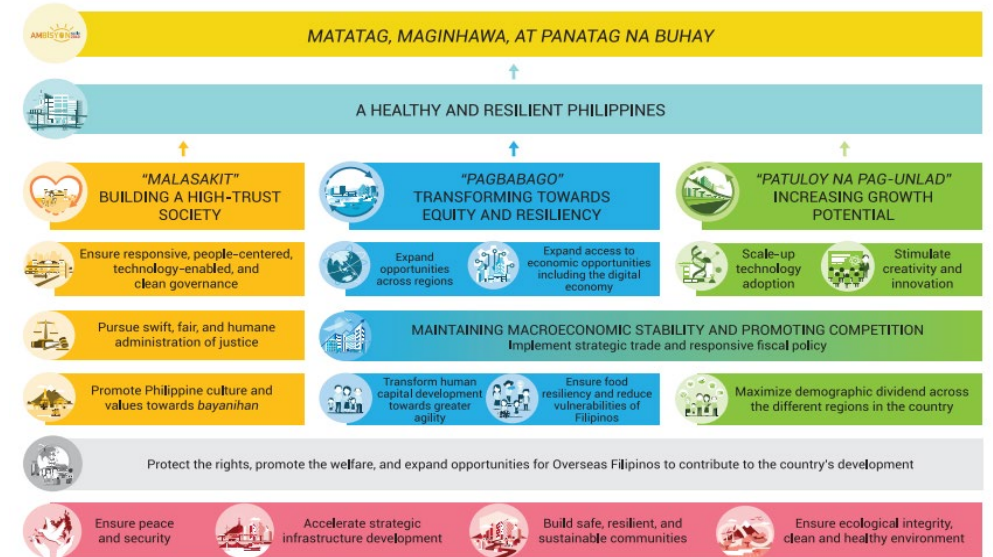 AMBISYON
MATATAG, MAGINHAWA, AT PANATAG NA BUHAY
A HEALTHY AND RESILIENT PHILIPPINES
“MALASAKIT”
BUILDING A HIGH-TRUST
SOCIETY
“PAGBABAGO”
TRANSFORMING TOWARDS
EQUITY AND RESILIENCY
“PATULOY NA PAG-UNLAD”
INCREASING GROWTH
POTENTIAL
Ensure responsive, people-centered,
technology-enabled, and
clean governance
Expand
opportunities
across regions
Expand access to
economic opportunities
including the digital
economy
Scale-up
technology
adoption
Stimulate
creativity and
innovation
Pursue swift, fair, and humane
administration of justice
MAINTAINING MACROECONOMIC STABILITY AND PROMOTING COMPETITION
Implement strategic trade and responsive fiscal policy
Promote Philippine culture and
values towards bayanihan
Transform human
capital development
towards greater
agility
Ensure food
resiliency and reduce
vulnerabilities of
Filipinos
Maximize demographic dividend across
the different regions in the country
Protect the rights, promote the welfare, and expand opportunities for Overseas Filipinos to contribute to the country's development
Ensure peace
and security
Accelerate strategic
infrastructure development
Build safe, resilient, and
sustainable communities
Ensure ecological integrity,
clean and healthy environment